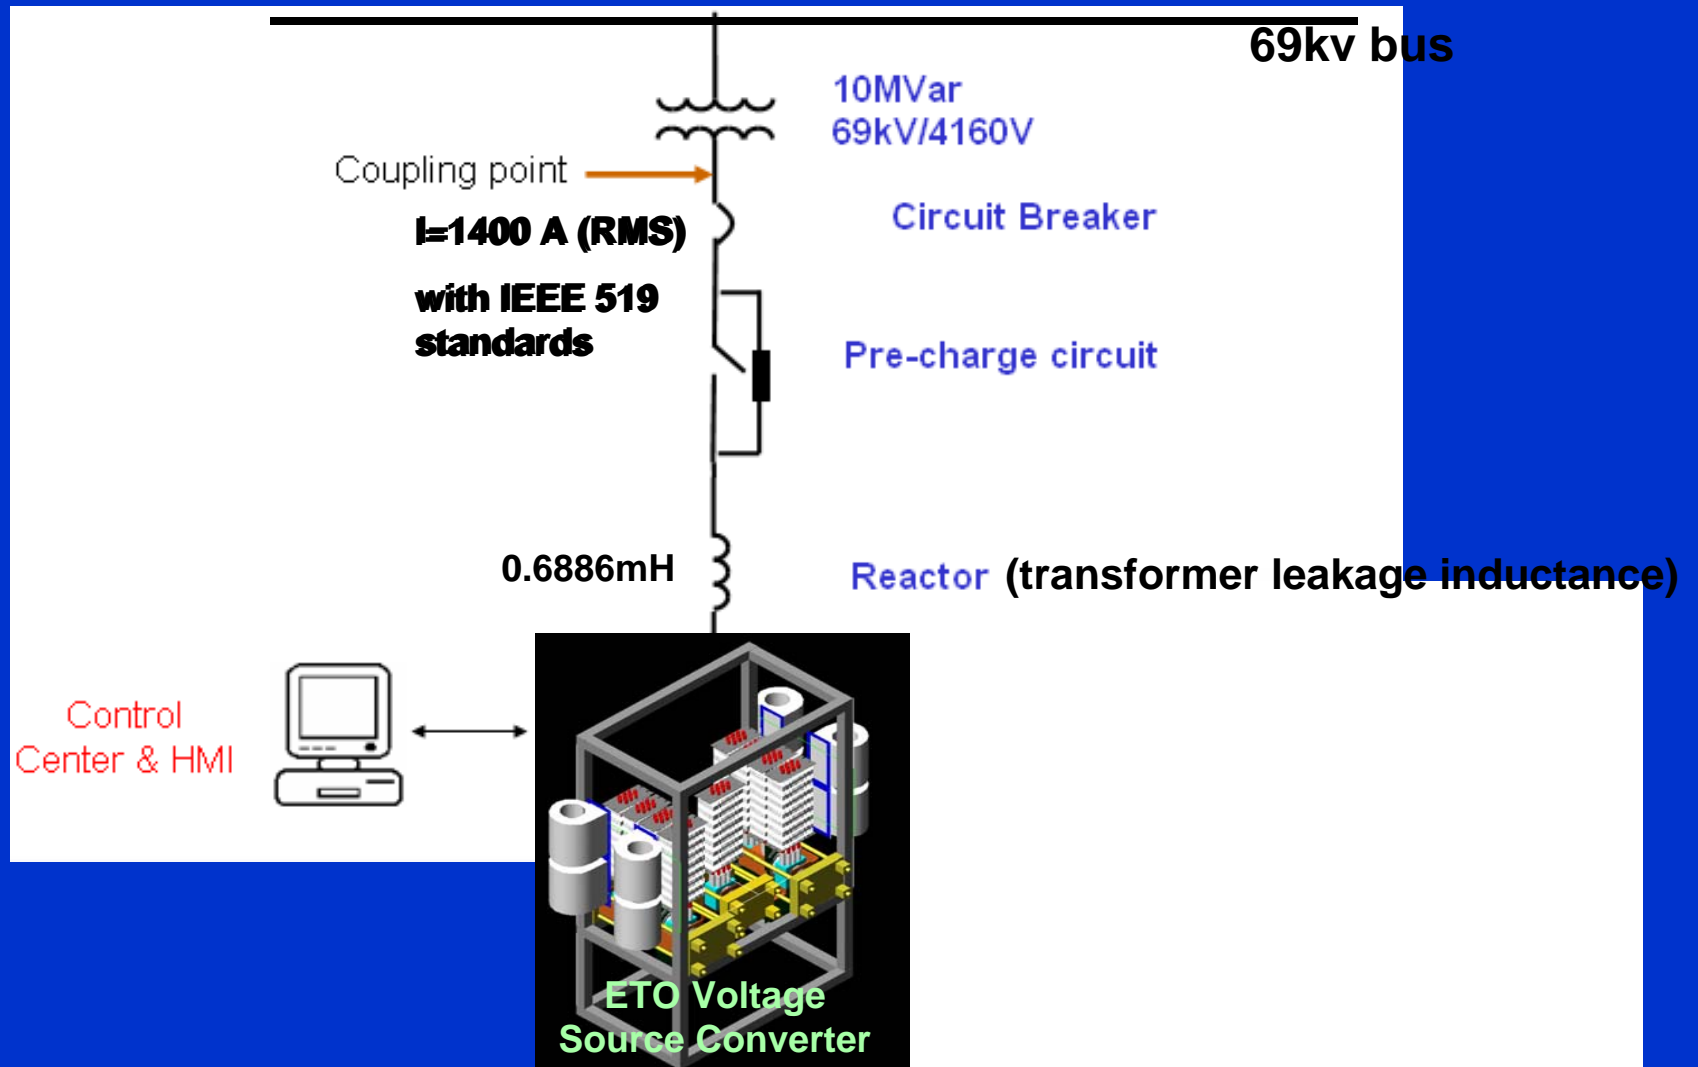 69kv bus
10MVar
69kV/4160V
Coupling point
I=1400 A (RMS)
Circuit Breaker
with IEEE 519
standards
Pre-charge circuit
0.6886mH
Reactor (transformer leakage inductance)
Control
Center & HMI
ETO Voltage
Source Converter